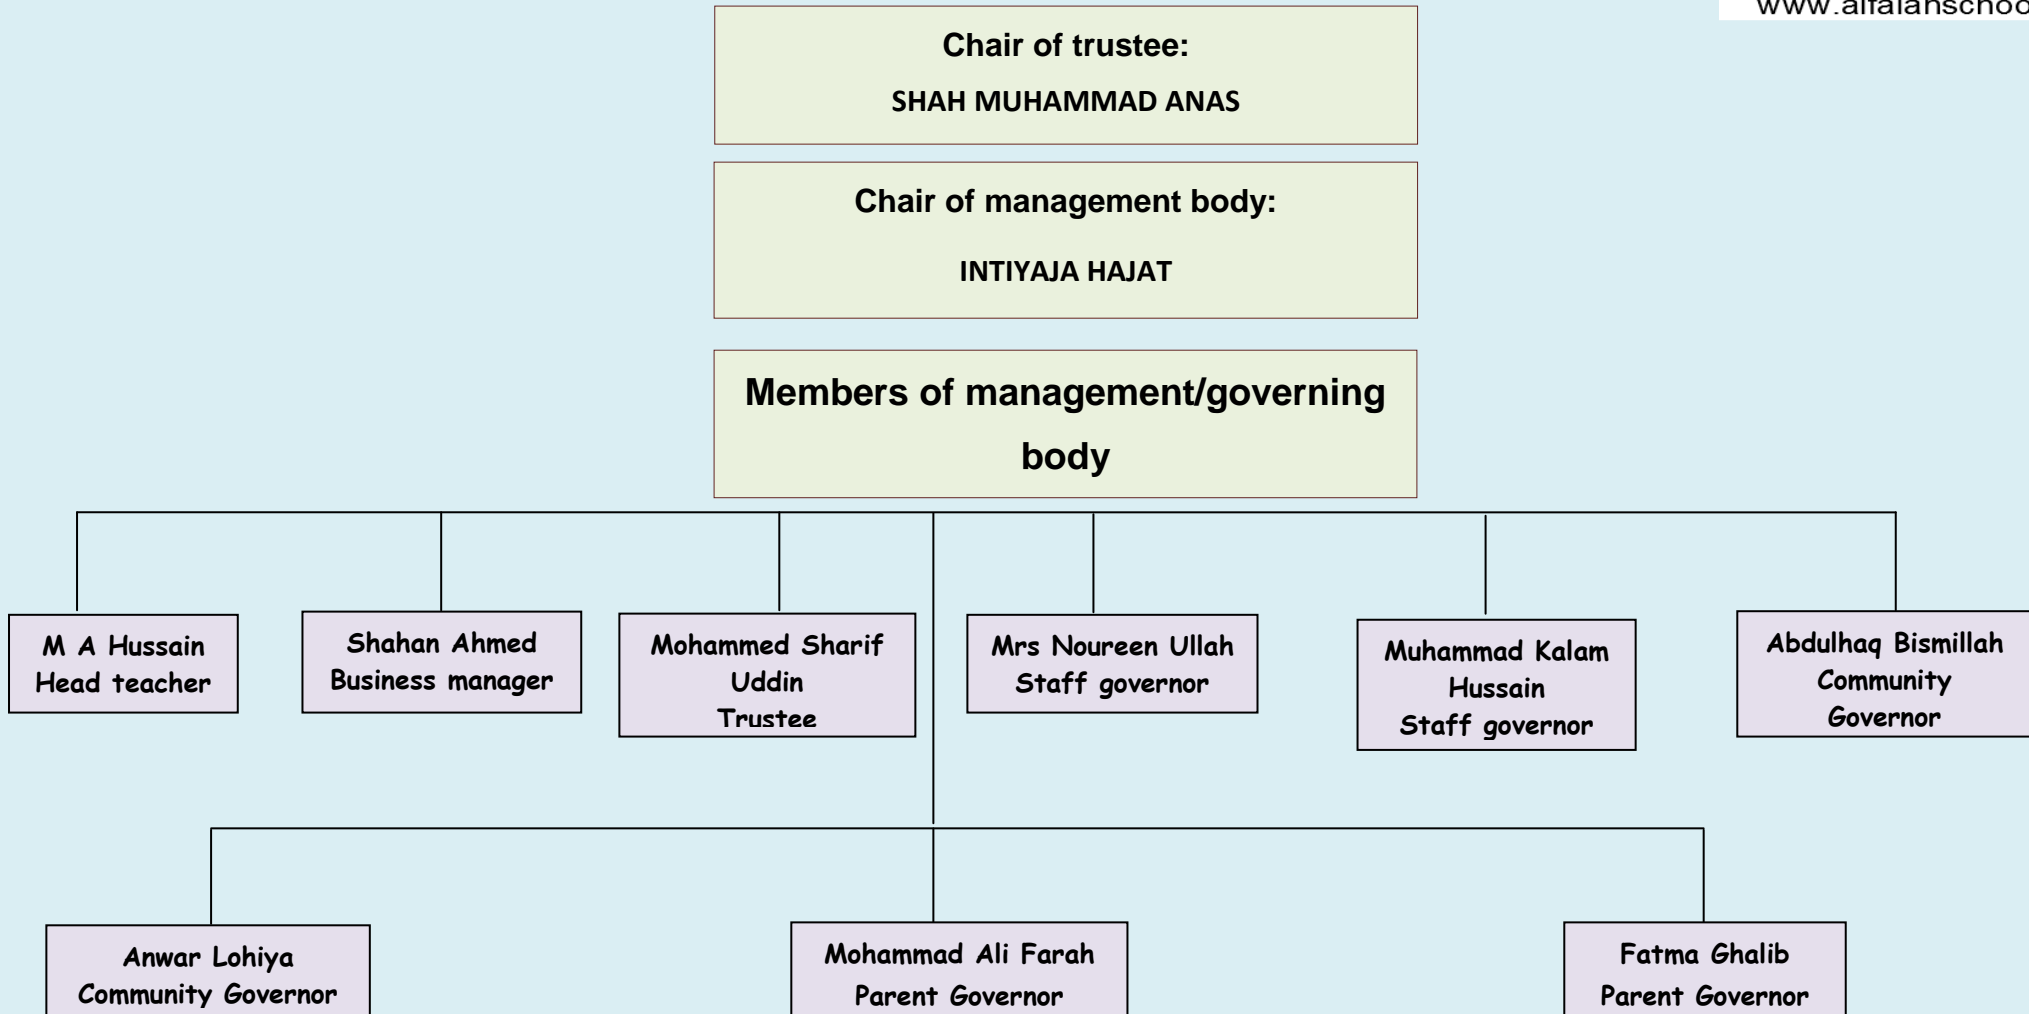 www.alfalahschoo
Chair of trustee:
SHAH MUHAMMAD ANAS
Chair of management body:
INTIYAJA HAJAT
Members of management/governing
body
M A Hussain
Head teacher
Shahan Ahmed
Business manager
Mohammed Sharif
Uddin
Trustee
Mrs Noureen Ullah
Staff governor
Muhammad Kalam
Hussain
Staff governor
Abdulhaq Bismillah
Community
Governor
Anwar Lohiya
Community Governor
Mohammad Ali Farah
Parent Governor
Fatma Ghalib
Parent Governor